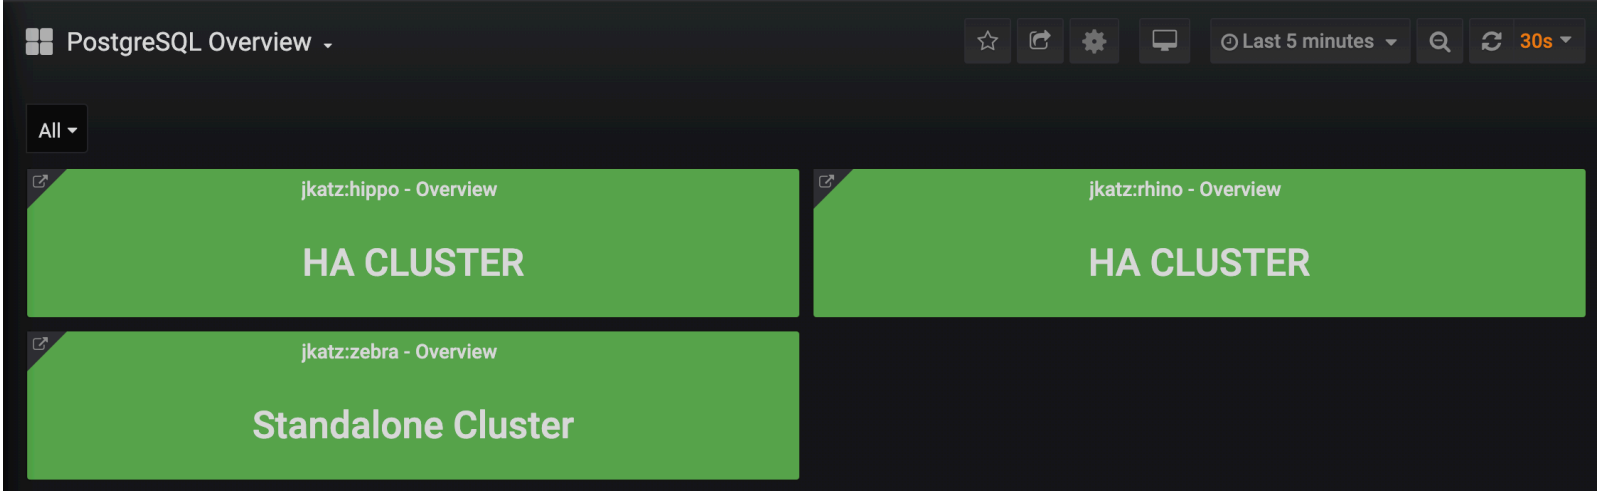 PostgreSQL Overview
Last 5 minutes
30s
All
jkatz:hippo - Overview
HA CLUSTER
jkatz:rhino - Overview
HA CLUSTER
jkatz:zebra - Overview
Standalone Cluster